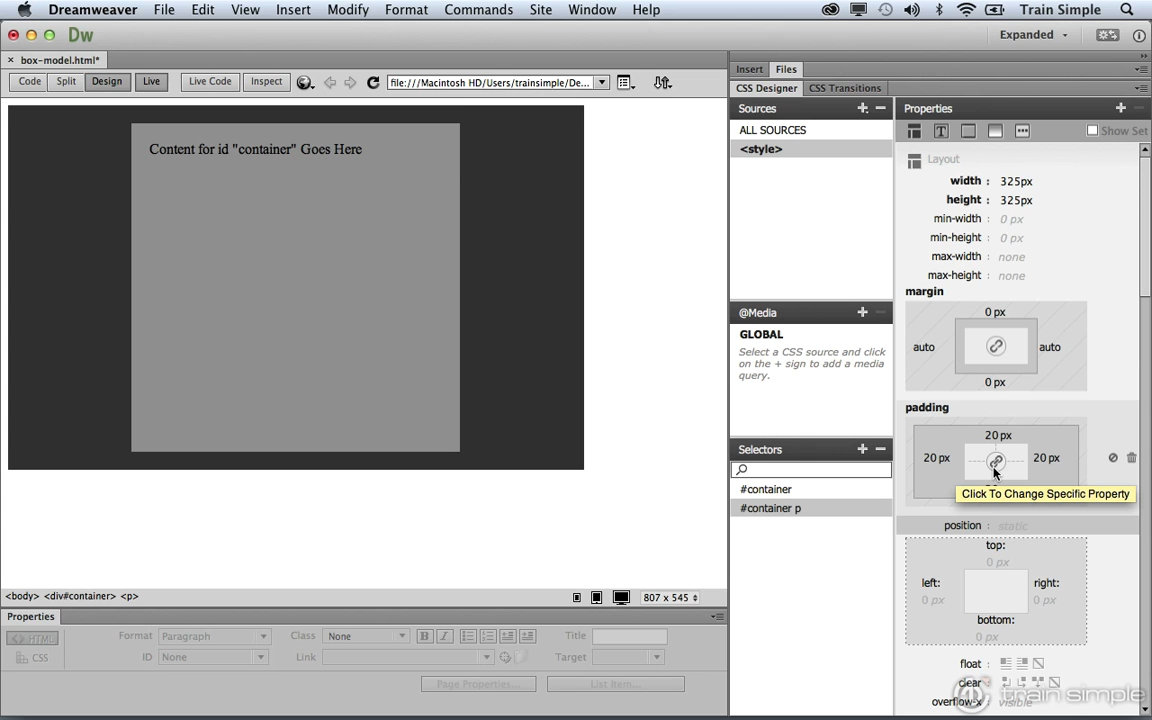 Dreamweaver File Edit View Insert Modify Format Commands Site Window Help Train Simple
Dw Expanded
× box-model.html*
Code Split Design Live Live Code Inspect file:///Macintosh HD/Users/trainsimple/De...
Content for id "container" Goes Here
<body> <div#container> <p> 807 x 545
Properties
<> HTML Format Paragraph Class None B I Title
CSS ID None Link Target
Page Properties... List Item...
Insert Files
CSS Designer CSS Transitions
Sources
ALL SOURCES
<style>
@Media
GLOBAL
Select a CSS source and click
on the + sign to add a media
query.
Selectors
#container
#container p
Properties
T Show Set
Layout
width : 325px
height : 325px
min-width : 0 px
min-height : 0 px
max-width : none
max-height : none
margin
0 px
auto auto
0 px
padding
20 px
20 px 20 px
Click To Change Specific Property
position : static
top:
0 px
left: right:
0 px 0 px
bottom:
0 px
float :
clear :
overflow-x : visible
train simple